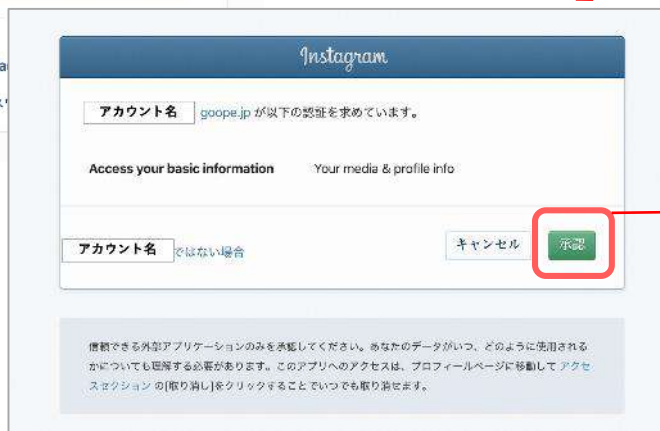 Instagram
アカウント名 goope.jp が以下の認証を求めています。
Access your basic information Your media & profile info
アカウント名 ではない場合
キャンセル 承認
信頼できる外部アプリケーションのみを承認してください。あなたのデータがいつ、どのように使用される
かについても理解する必要があります。このアプリへのアクセスは、プロフィールページに移動して アクセ
スセクション の[取り消し]をクリックすることでいつでも取り消せます。